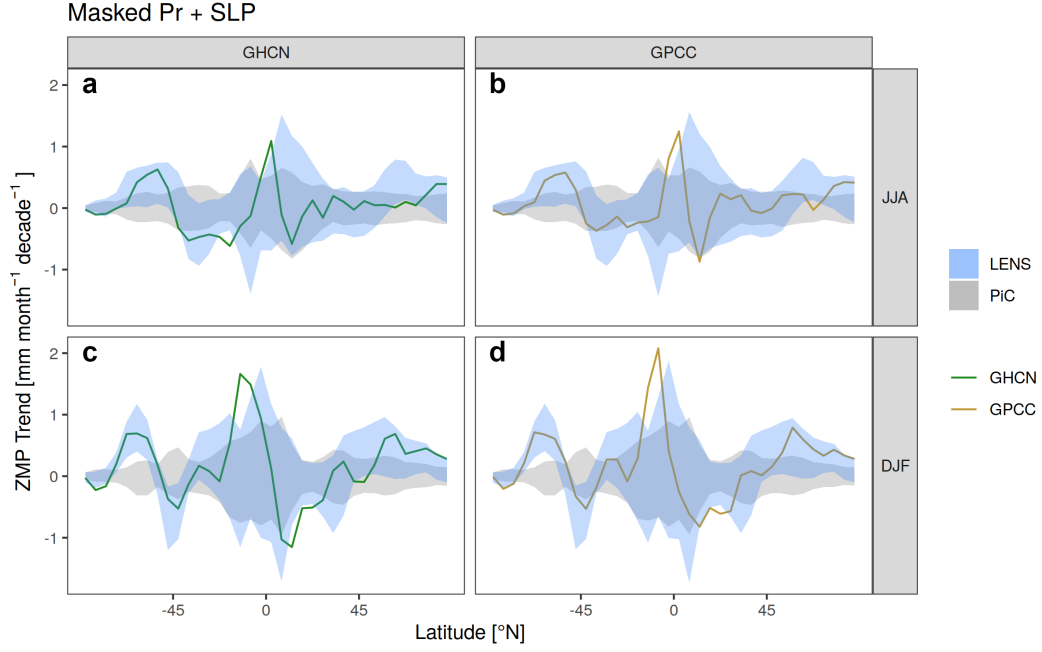 Masked Pr + SLP
GHCN
GPCC
a
b
2
1
0
-1
JJA
c
d
2
1
0
-1
DJF
ZMP Trend [mm month⁻¹ decade⁻¹ ]
-45
0
45
-45
0
45
Latitude [°N]
LENS
PiC
GHCN
GPCC